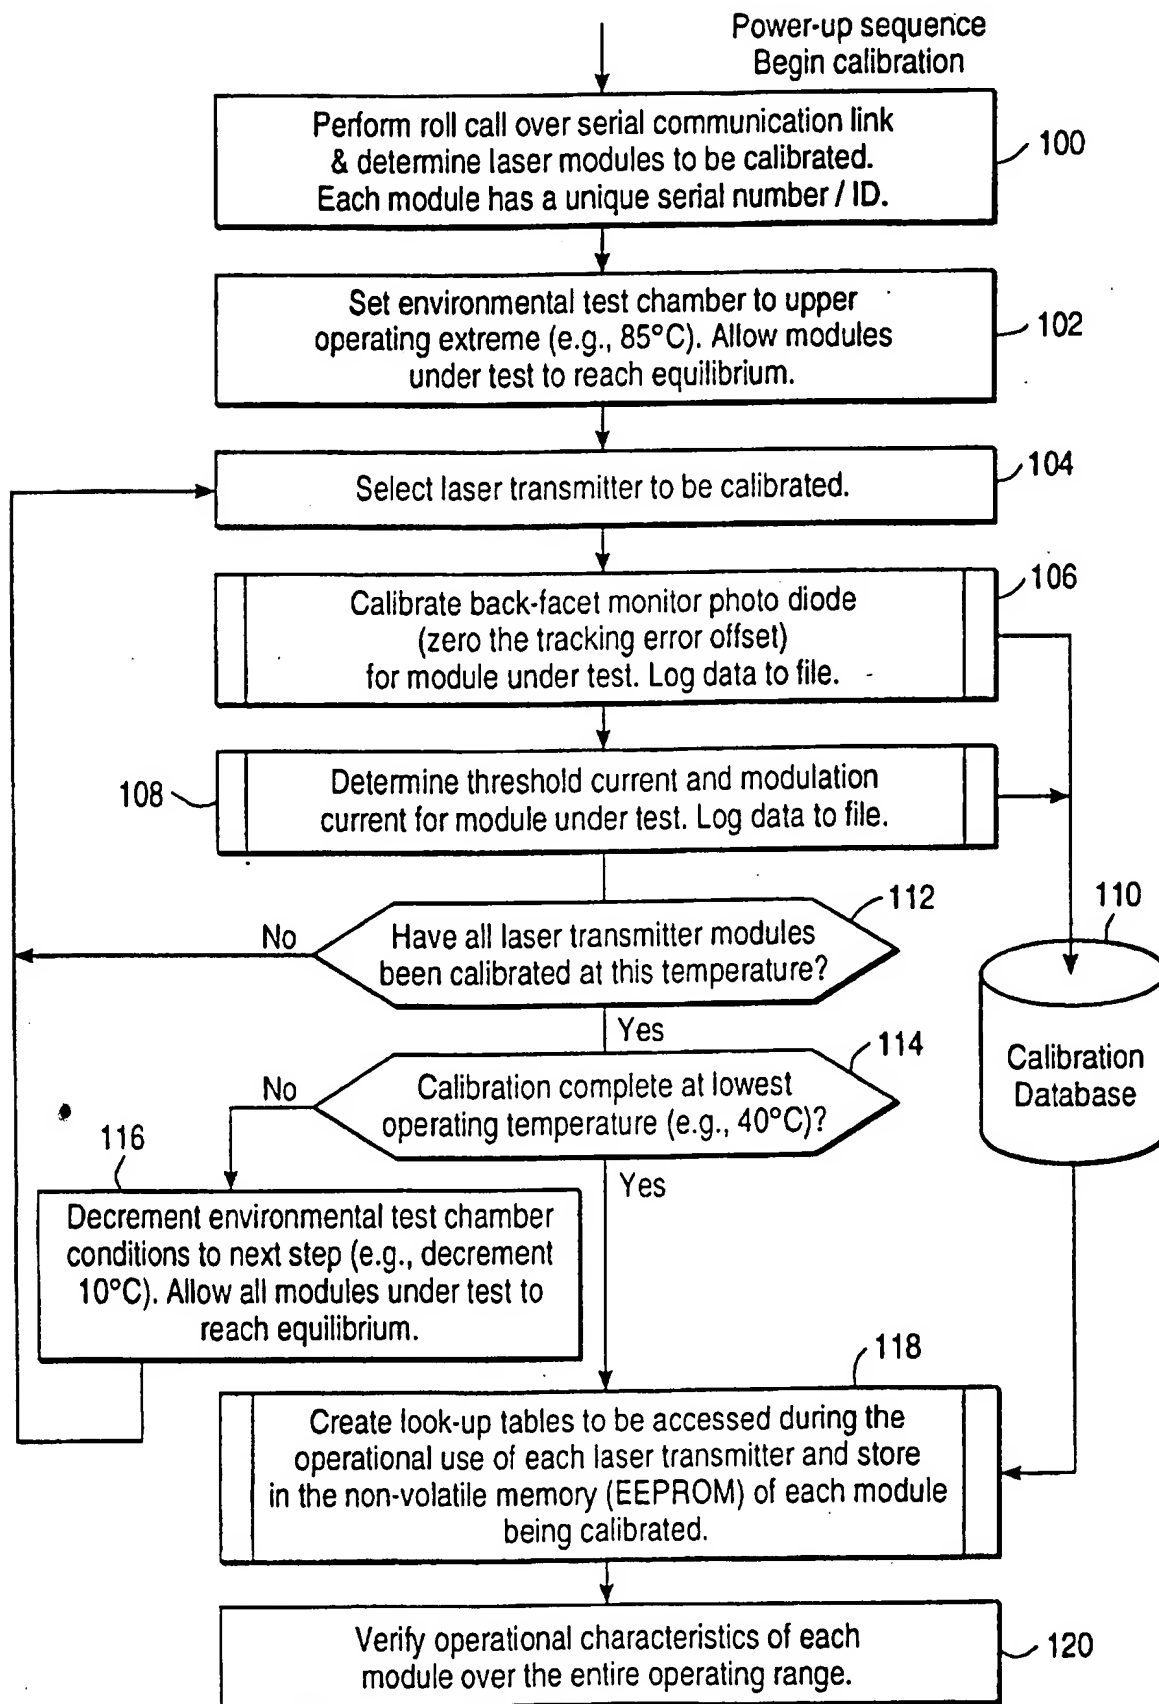 Power-up sequence
Begin calibration
Perform roll call over serial communication link
& determine laser modules to be calibrated.
Each module has a unique serial number / ID.
100
Set environmental test chamber to upper
operating extreme (e.g., 85°C). Allow modules
under test to reach equilibrium.
102
Select laser transmitter to be calibrated.
104
Calibrate back-facet monitor photo diode
(zero the tracking error offset)
for module under test. Log data to file.
106
Determine threshold current and modulation
current for module under test. Log data to file.
108
110
Calibration
Database
112
Have all laser transmitter modules
been calibrated at this temperature?
No
Yes
114
Calibration complete at lowest
operating temperature (e.g., 40°C)?
No
Yes
116
Decrement environmental test chamber
conditions to next step (e.g., decrement
10°C). Allow all modules under test to
reach equilibrium.
118
Create look-up tables to be accessed during the
operational use of each laser transmitter and store
in the non-volatile memory (EEPROM) of each module
being calibrated.
Verify operational characteristics of each
module over the entire operating range.
120